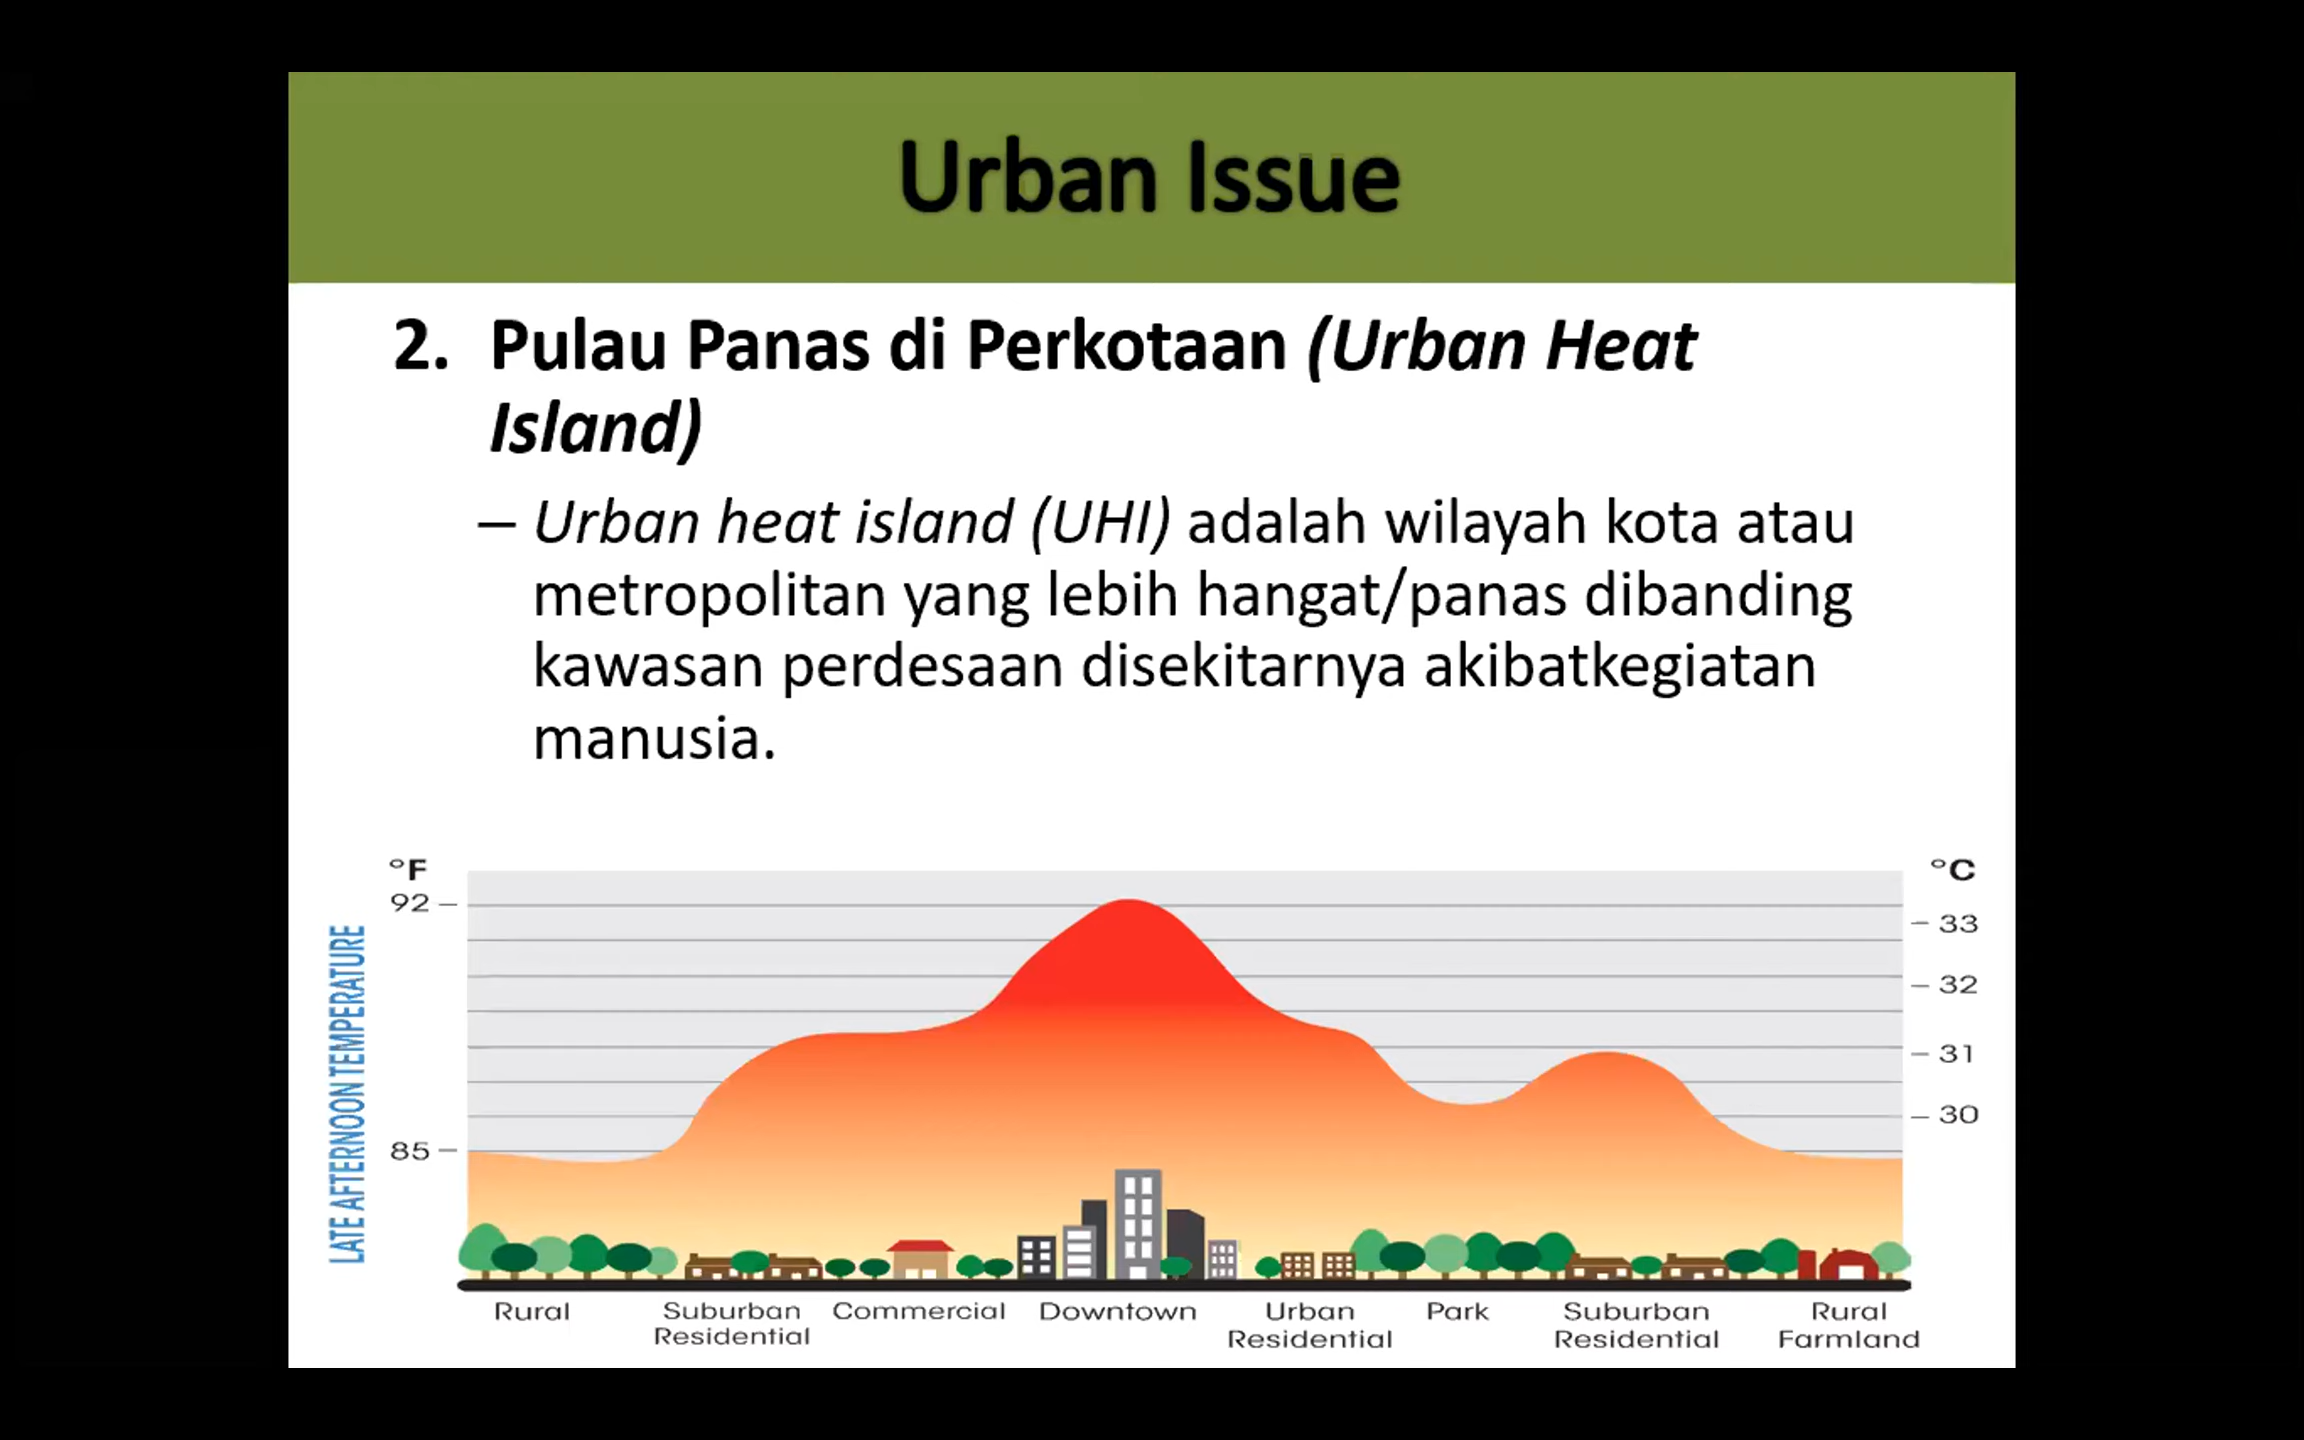 Urban Issue
2. Pulau Panas di Perkotaan (Urban Heat
Island)
– Urban heat island (UHI) adalah wilayah kota atau
metropolitan yang lebih hangat/panas dibanding
kawasan perdesaan disekitarnya akibatkegiatan
manusia.
°F
92
85
LATE AFTERNOON TEMPERATURE
°C
33
32
31
30
Rural
Suburban
Residential
Commercial
Downtown
Urban
Residential
Park
Suburban
Residential
Rural
Farmland